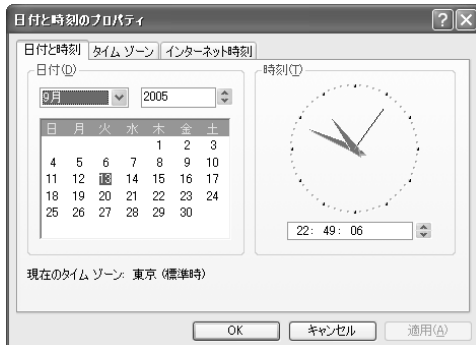 日付と時刻のプロパティ
日付と時刻 タイム ゾーン インターネット時刻
日付(D)
時刻(T)
9月 2005
日 月 火 水 木 金 土
1 2 3
4 5 6 7 8 9 10
11 12 13 14 15 16 17
18 19 20 21 22 23 24
25 26 27 28 29 30
22: 49: 06
現在のタイム ゾーン: 東京 (標準時)
OK キャンセル 適用(A)